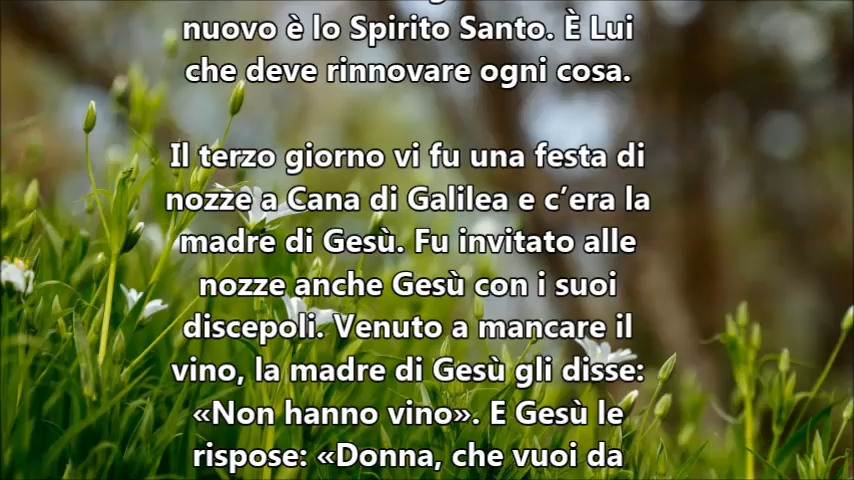 nuovo è lo Spirito Santo. È Lui
che deve rinnovare ogni cosa.
Il terzo giorno vi fu una festa di
nozze a Cana di Galilea e c’era la
madre di Gesù. Fu invitato alle
nozze anche Gesù con i suoi
discepoli. Venuto a mancare il
vino, la madre di Gesù gli disse:
«Non hanno vino». E Gesù le
rispose: «Donna, che vuoi da